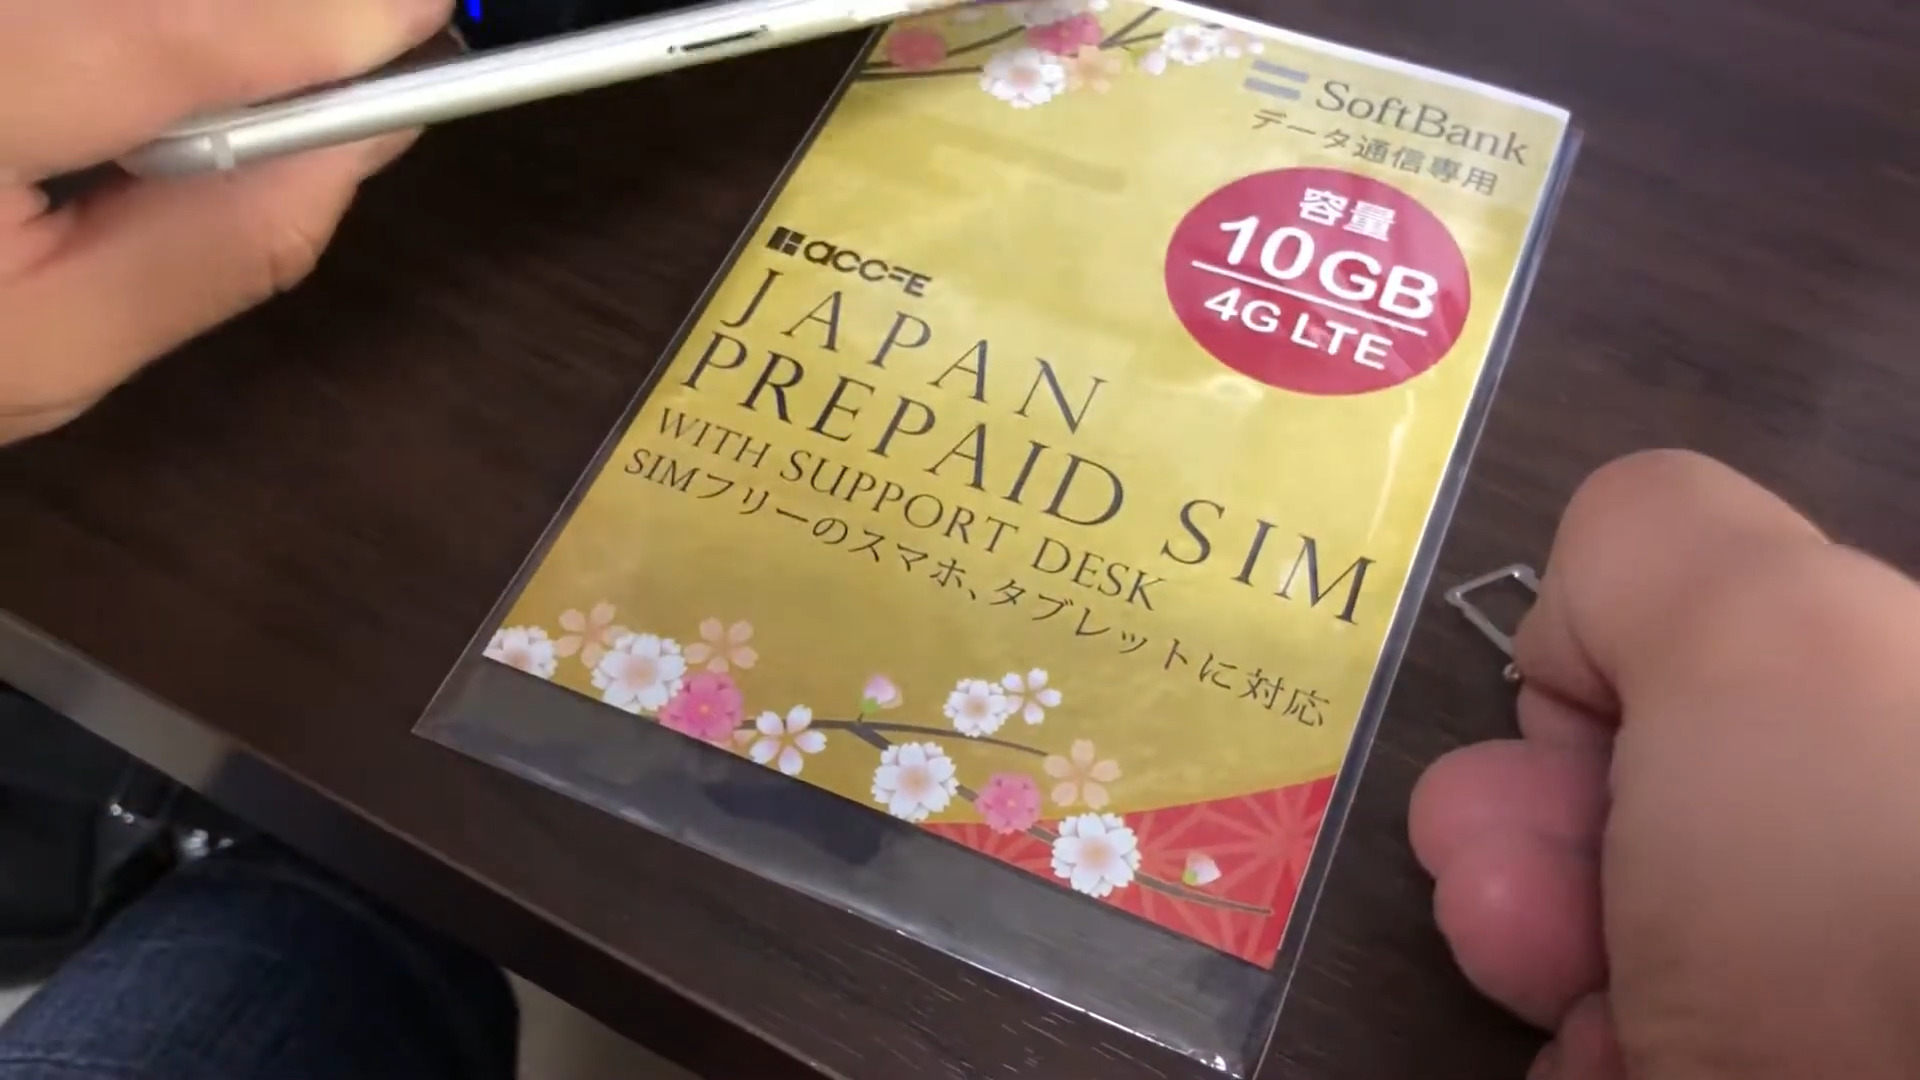 SoftBank
データ通信専用
容量
10GB
4G LTE
accFE
JAPAN
PREPAID SIM
WITH SUPPORT DESK
SIMフリーのスマホ、タブレットに対応